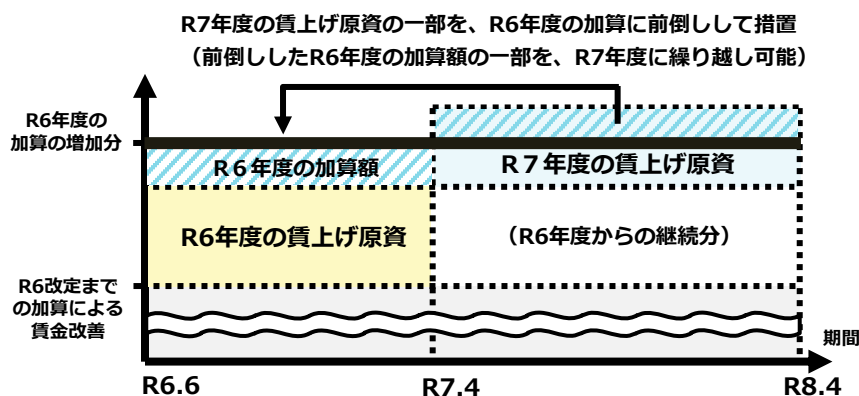 R7年度の賃上げ原資の一部を、R6年度の加算に前倒しして措置
（前倒ししたR6年度の加算額の一部を、R7年度に繰り越し可能）
R6年度の
加算の増加分
R６年度の加算額
R７年度の賃上げ原資
R6年度の賃上げ原資
（R6年度からの継続分）
R6改定まで
の加算による
賃金改善
期間
R6.6
R7.4
R8.4